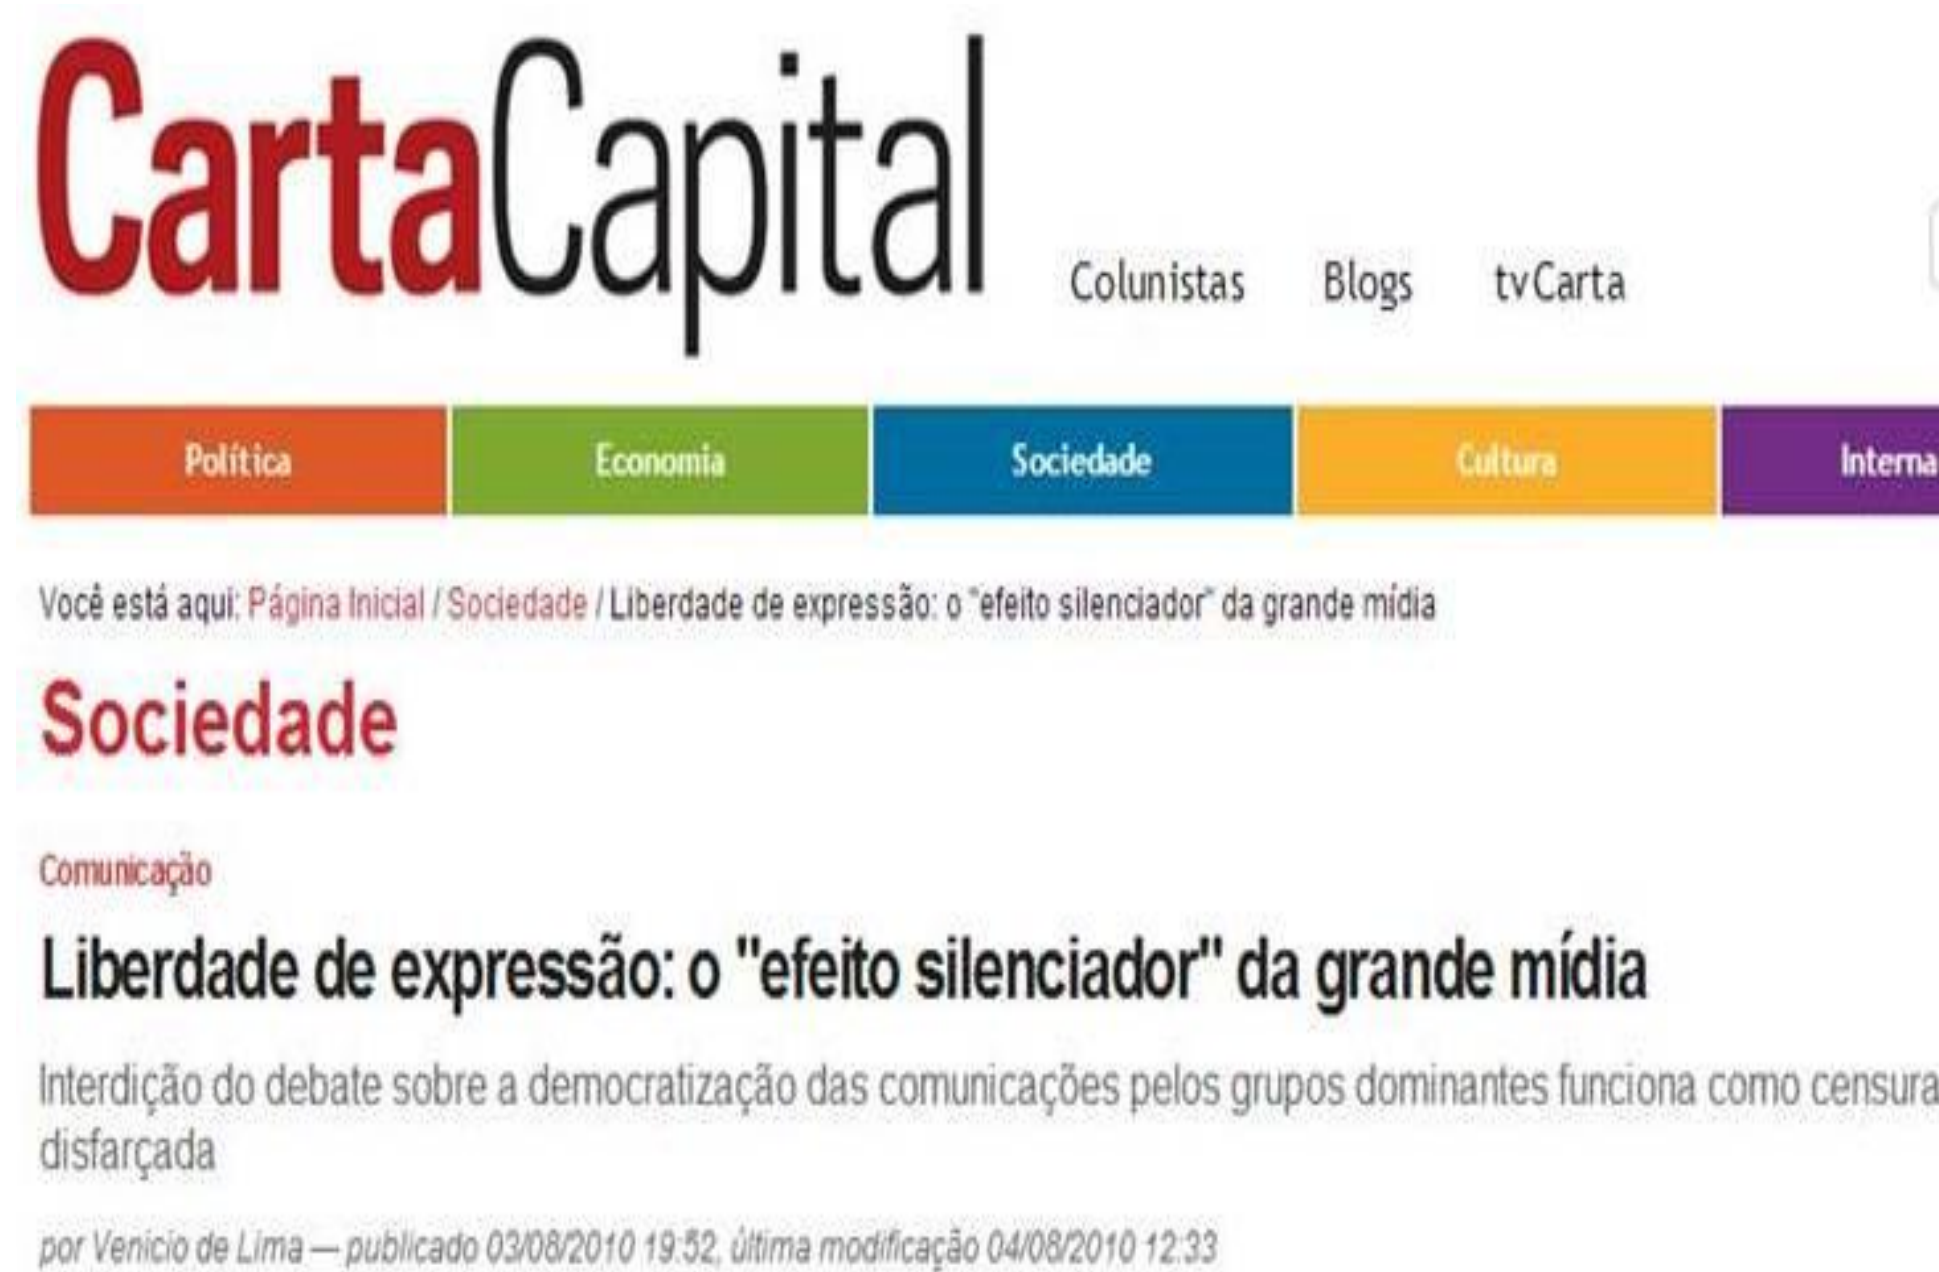 CartaCapital
Colunistas Blogs tvCarta
Política Economia Sociedade Cultura Interna
Você está aqui: Página Inicial / Sociedade / Liberdade de expressão: o "efeito silenciador" da grande mídia
Sociedade
Comunicação
Liberdade de expressão: o "efeito silenciador" da grande mídia
Interdição do debate sobre a democratização das comunicações pelos grupos dominantes funciona como censura
disfarçada
por Venicio de Lima — publicado 03/08/2010 19:52, última modificação 04/08/2010 12:33